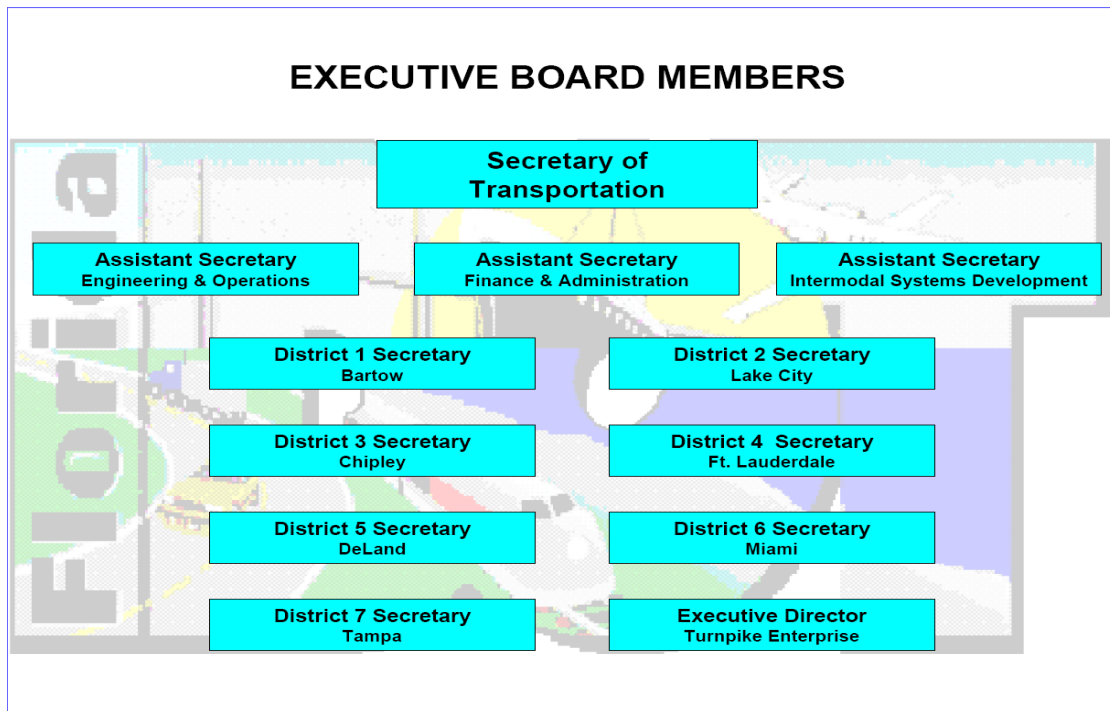 EXECUTIVE BOARD MEMBERS
Florida
Secretary of
Transportation
Assistant Secretary
Engineering & Operations
Assistant Secretary
Finance & Administration
Assistant Secretary
Intermodal Systems Development
District 1 Secretary
Bartow
District 2 Secretary
Lake City
District 3 Secretary
Chipley
District 4 Secretary
Ft. Lauderdale
District 5 Secretary
DeLand
District 6 Secretary
Miami
District 7 Secretary
Tampa
Executive Director
Turnpike Enterprise